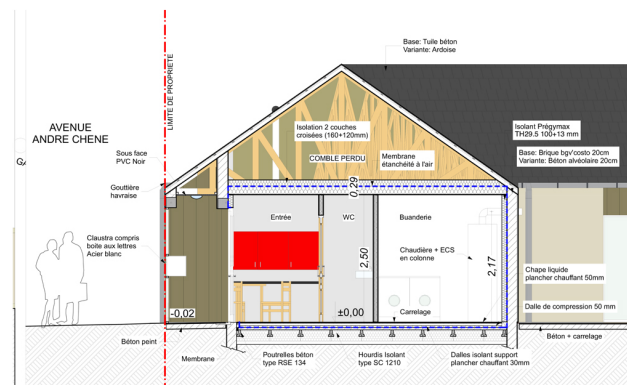 Base: Tuile béton
Variante: Ardoise
LIMITE DE PROPRIETE
AVENUE
ANDRE CHENE
Isolation 2 couches
croisées (160+120mm)
Isolant Prégymax
TH29.5 100+13 mm
Base: Brique bgv'costo 20cm
Variante: Béton alvéolaire 20cm
Sous face
PVC Noir
COMBLE PERDU
Membrane
étanchéité à l'air
Gouttière
havraise
0,29
Entrée
WC
Buanderie
Claustra compris
boite aux lettres
Acier blanc
Chaudière + ECS
en colonne
2,50
2,17
Chape liquide
plancher chauffant 50mm
-0,02
±0,00
Carrelage
Dalle de compression 50 mm
Béton peint
Membrane
Poutrelles béton
type RSE 134
Hourdis Isolant
type SC 1210
Dalles isolant support
plancher chauffant 30mm
Béton + carrelage